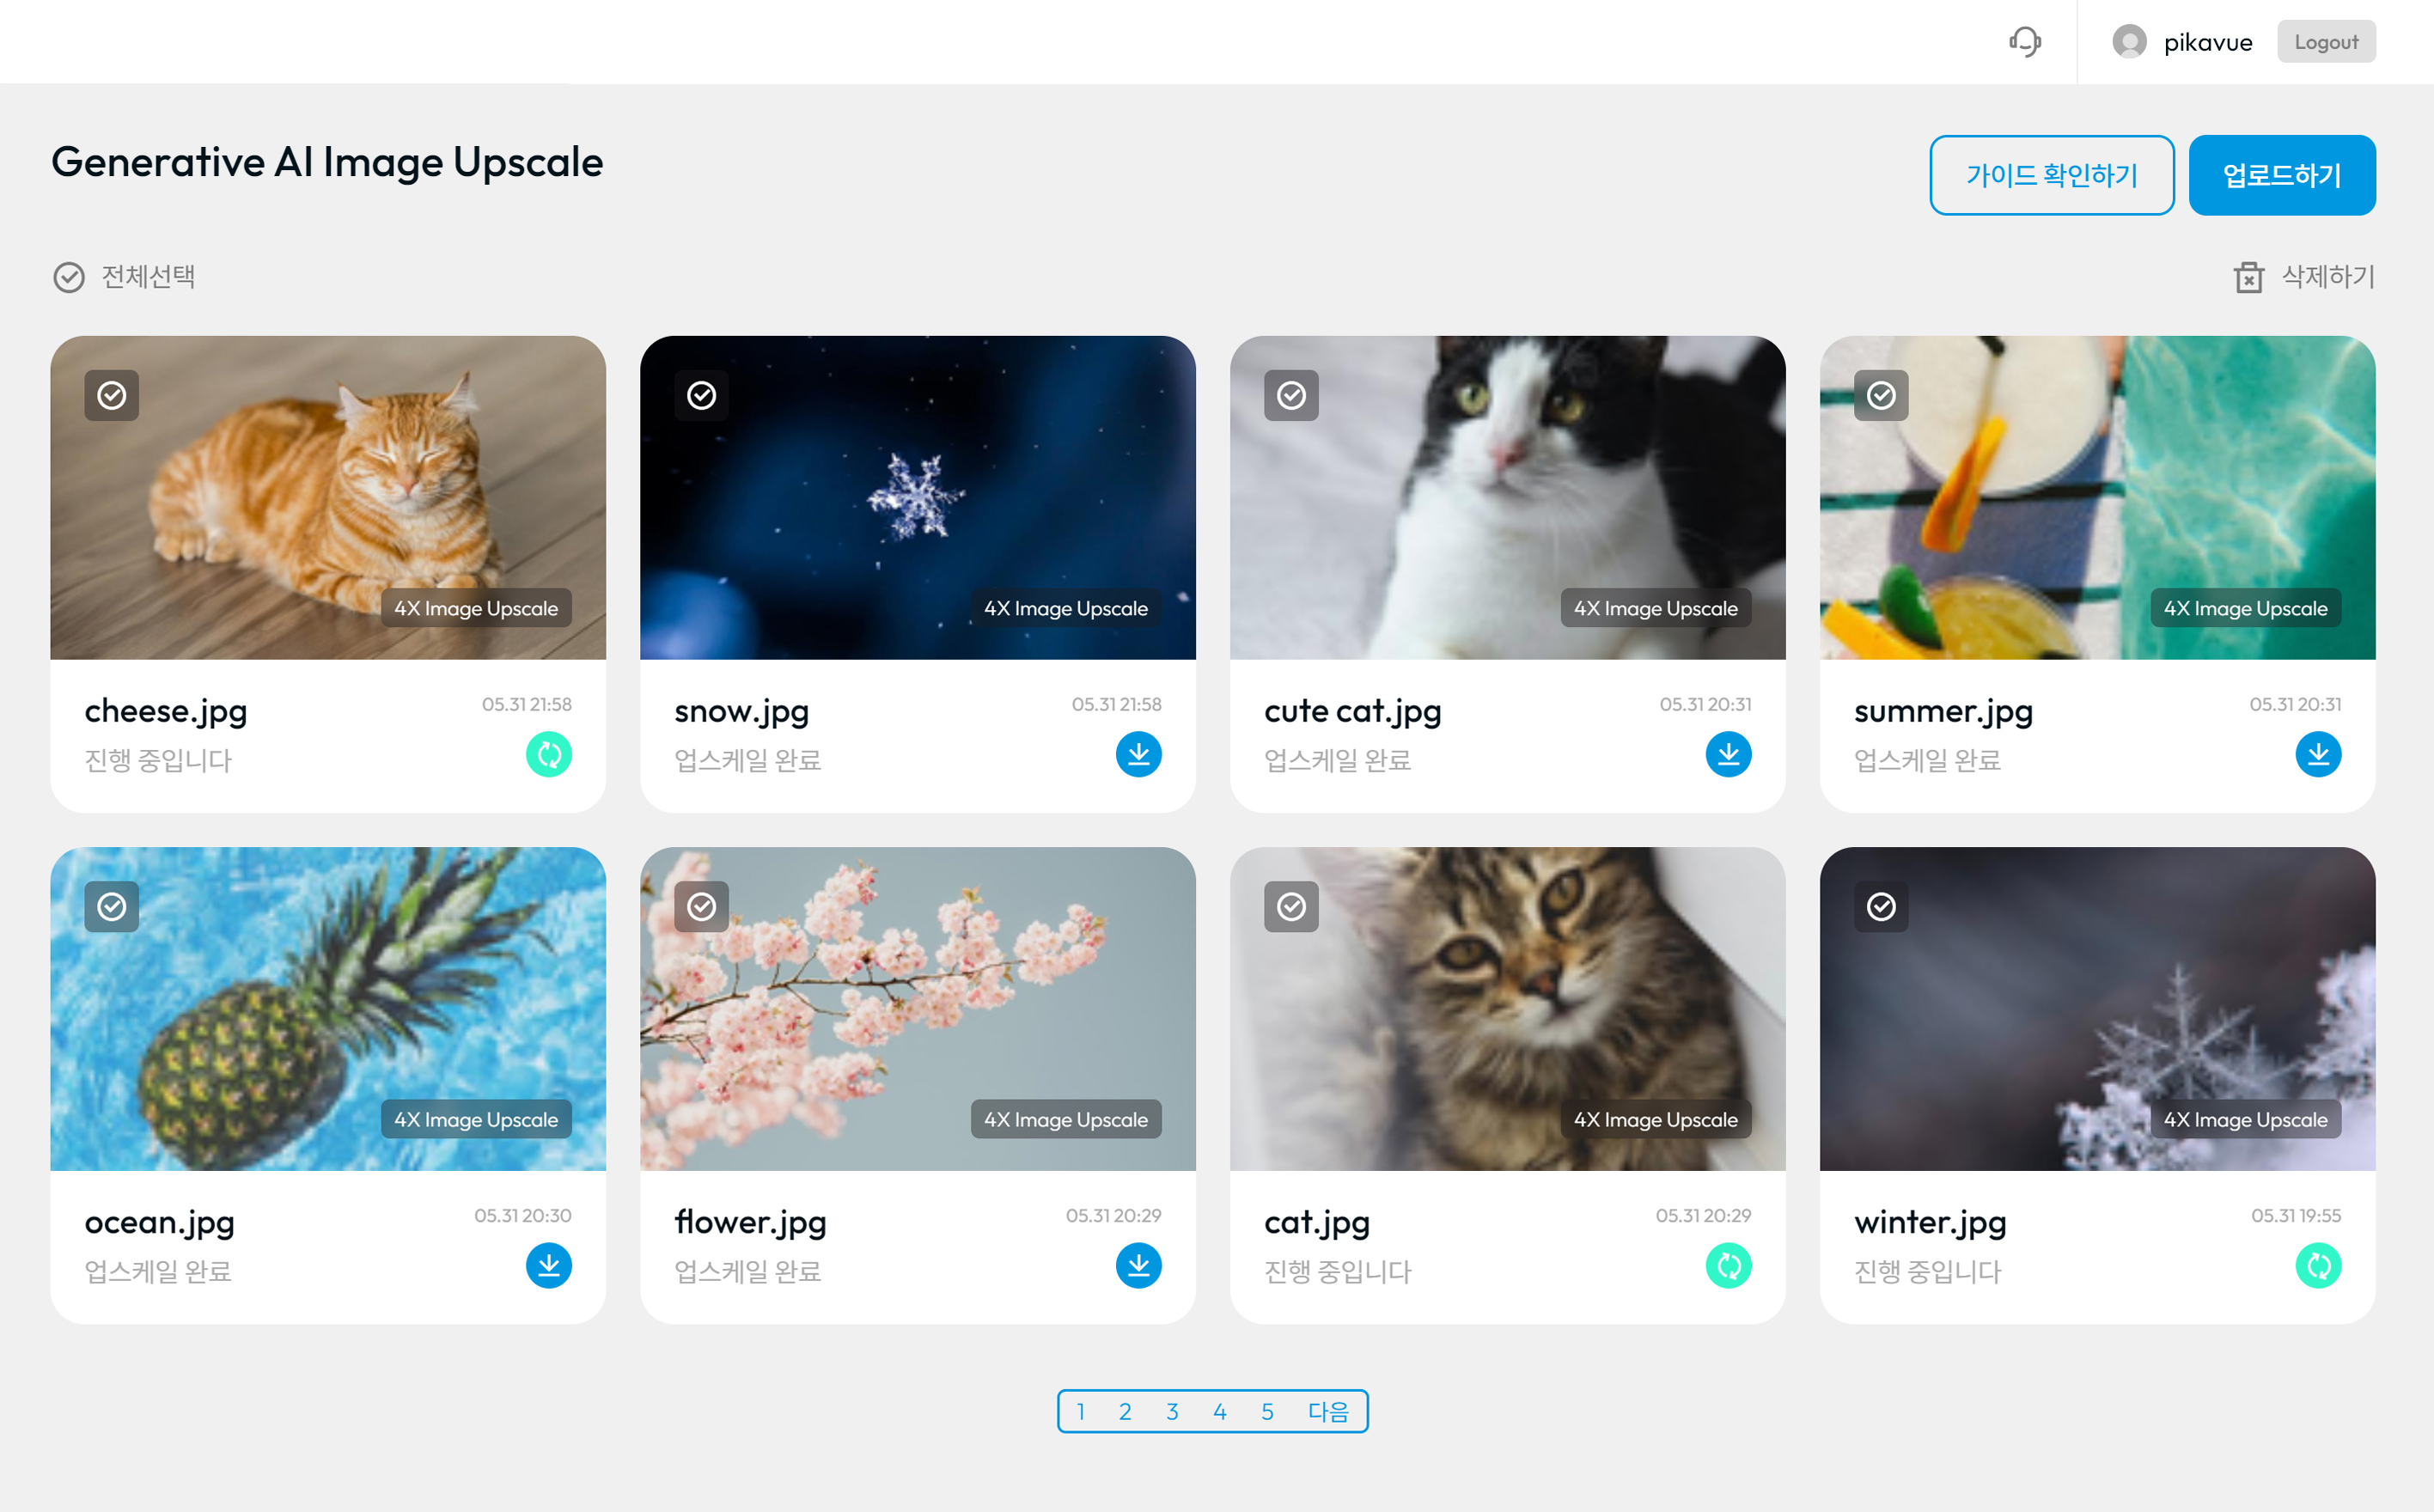 pikavue
Logout
Generative AI Image Upscale
가이드 확인하기
업로드하기
전체선택
삭제하기
4X Image Upscale
4X Image Upscale
4X Image Upscale
4X Image Upscale
cheese.jpg
05.31 21:58
진행 중입니다
snow.jpg
05.31 21:58
업스케일 완료
cute cat.jpg
05.31 20:31
업스케일 완료
summer.jpg
05.31 20:31
업스케일 완료
4X Image Upscale
4X Image Upscale
4X Image Upscale
4X Image Upscale
ocean.jpg
05.31 20:30
업스케일 완료
flower.jpg
05.31 20:29
업스케일 완료
cat.jpg
05.31 20:29
진행 중입니다
winter.jpg
05.31 19:55
진행 중입니다
1 2 3 4 5 다음